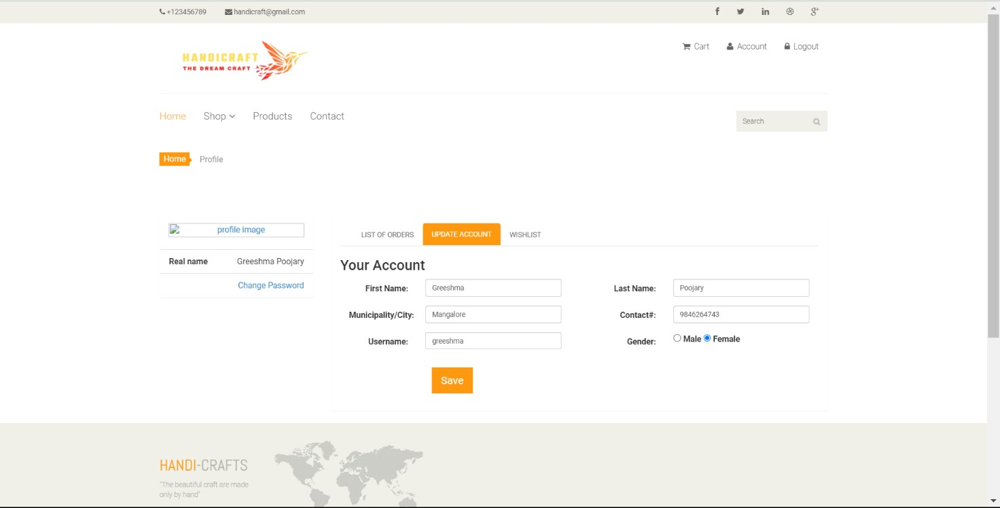 +123456789 handicraft@gmail.com
HANDICRAFT
THE DREAM CRAFT
Cart Account Logout
Home Shop Products Contact
Search
Home Profile
profile image
LIST OF ORDERS UPDATE ACCOUNT WISHLIST
Real name Greeshma Poojary
Change Password
Your Account
First Name: Greeshma Last Name: Poojary
Municipality/City: Mangalore Contact#: 9846264743
Username: greeshma Gender: Male Female
Save
HANDI-CRAFTS
"The beautiful craft are made
only by hand"